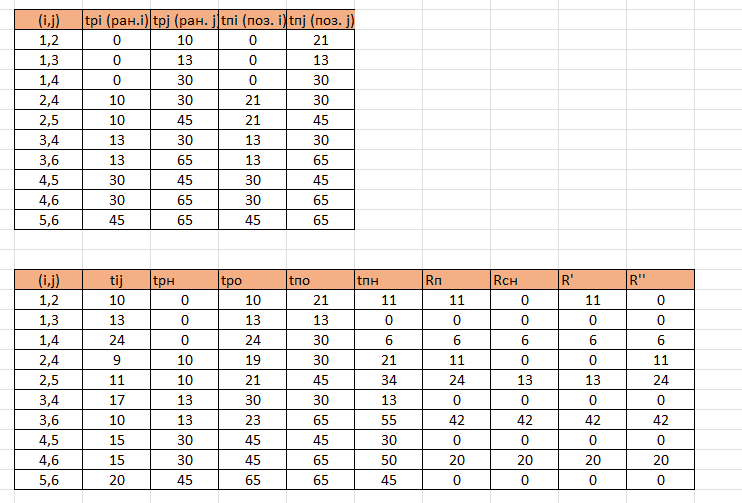 (i,j) tpi (ран.i) tpj (ран. j) tпi (поз. i) tпj (поз. j)
1,2 0 10 0 21
1,3 0 13 0 13
1,4 0 30 0 30
2,4 10 30 21 30
2,5 10 45 21 45
3,4 13 30 13 30
3,6 13 65 13 65
4,5 30 45 30 45
4,6 30 65 30 65
5,6 45 65 45 65
(i,j) tij tрн tро tпо tпн Rп Rсн R' R''
1,2 10 0 10 21 11 11 0 11 0
1,3 13 0 13 13 0 0 0 0 0
1,4 24 0 24 30 6 6 6 6 6
2,4 9 10 19 30 21 11 0 0 11
2,5 11 10 21 45 34 24 13 13 24
3,4 17 13 30 30 13 0 0 0 0
3,6 10 13 23 65 55 42 42 42 42
4,5 15 30 45 45 30 0 0 0 0
4,6 15 30 45 65 50 20 20 20 20
5,6 20 45 65 65 45 0 0 0 0